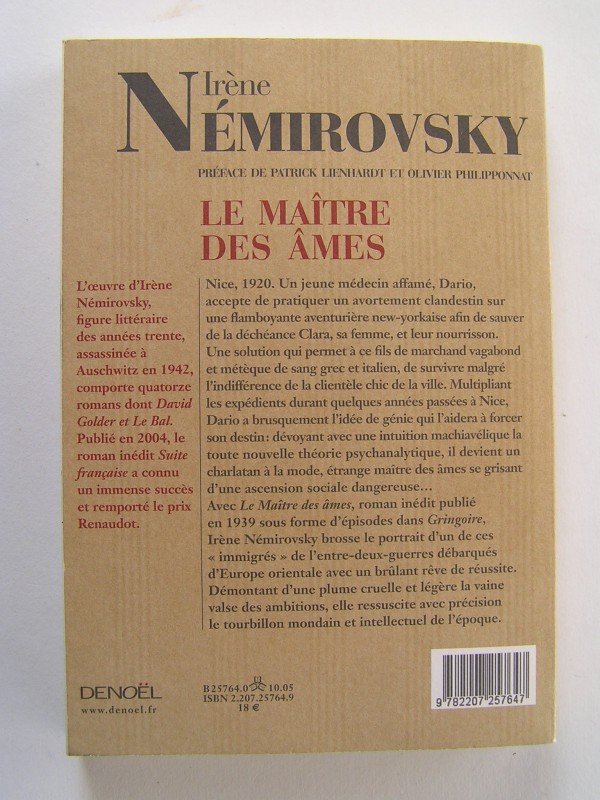 Irène
NÉMIROVSKY
PRÉFACE DE PATRICK LIENHARDT ET OLIVIER PHILIPPONNAT
LE MAÎTRE
DES ÂMES
L'œuvre d'Irène
Némirovsky,
figure littéraire
des années trente,
assassinée à
Auschwitz en 1942,
comporte quatorze
romans dont David
Golder et Le Bal.
Publié en 2004, le
roman inédit Suite
française a connu
un immense succès
et remporté le prix
Renaudot.
Nice, 1920. Un jeune médecin affamé, Dario,
accepte de pratiquer un avortement clandestin sur
une flamboyante aventurière new-yorkaise afin de sauver
de la déchéance Clara, sa femme, et leur nourrisson.
Une solution qui permet à ce fils de marchand vagabond
et métèque de sang grec et italien, de survivre malgré
l'indifférence de la clientèle chic de la ville. Multipliant
les expédients durant quelques années passées à Nice,
Dario a brusquement l'idée de génie qui l'aidera à forcer
son destin : dévoyant avec une intuition machiavélique la
toute nouvelle théorie psychanalytique, il devient un
charlatan à la mode, étrange maître des âmes se grisant
d'une ascension sociale dangereuse...
Avec Le Maître des âmes, roman inédit publié
en 1939 sous forme d'épisodes dans Gringoire,
Irène Némirovsky brosse le portrait d'un de ces
« immigrés » de l'entre-deux-guerres débarqués
d'Europe orientale avec un brûlant rêve de réussite.
Démontant d'une plume cruelle et légère la vaine
valse des ambitions, elle ressuscite avec précision
le tourbillon mondain et intellectuel de l'époque.
DENOËL
www.denoel.fr
B 25764.0 10.05
ISBN 2.207.25764.9
18 €
9 782207 257647